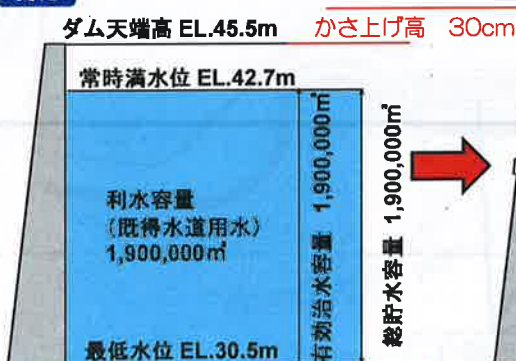 ダム天端高 EL.45.5m
かさ上げ高 30cm
常時満水位 EL.42.7m
利水容量
(既得水道用水)
1,900,000㎥
有効治水容量 1,900,000㎥
総貯水容量 1,900,000㎥
最低水位 EL.30.5m